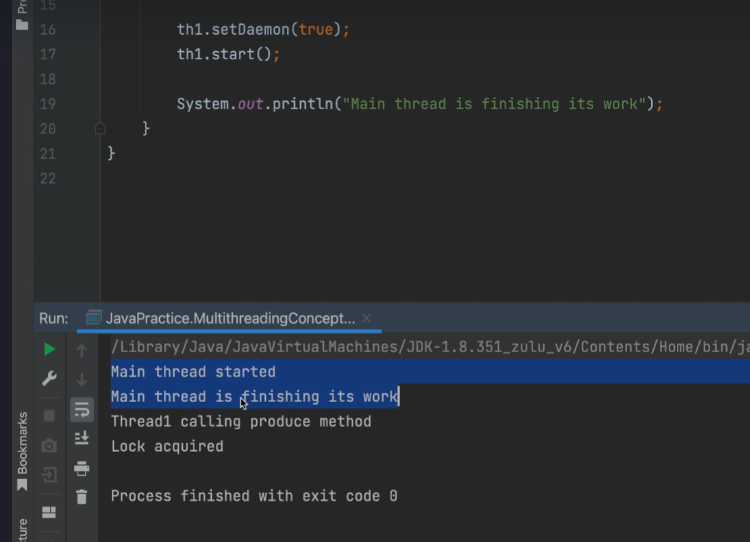 Pr
15
16 th1.setDaemon(true);
17 th1.start();
18
19 System.out.println("Main thread is finishing its work");
20 }
21 }
22
Run: JavaPractice.MultithreadingConcept... ×
/Library/Java/JavaVirtualMachines/JDK-1.8.351_zulu_v6/Contents/Home/bin/ja
Main thread started
Main thread is finishing its work
Thread1 calling produce method
Lock acquired
Process finished with exit code 0
Bookmarks
ture